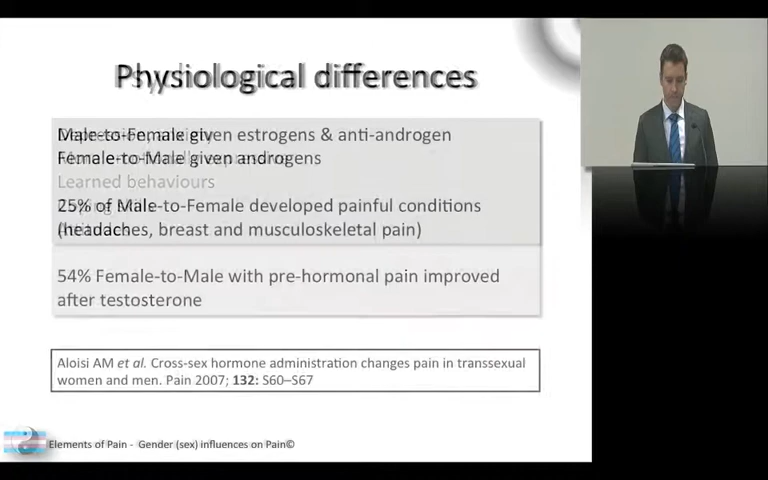 Physiological differences
Male-to-Female given estrogens & anti-androgen
Female-to-Male given androgens
Learned behaviours
25% of Male-to-Female developed painful conditions
(headaches, breast and musculoskeletal pain)
54% Female-to-Male with pre-hormonal pain improved
after testosterone
Aloisi AM et al. Cross-sex hormone administration changes pain in transsexual
women and men. Pain 2007; 132: S60–S67
Elements of Pain - Gender (sex) influences on Pain©